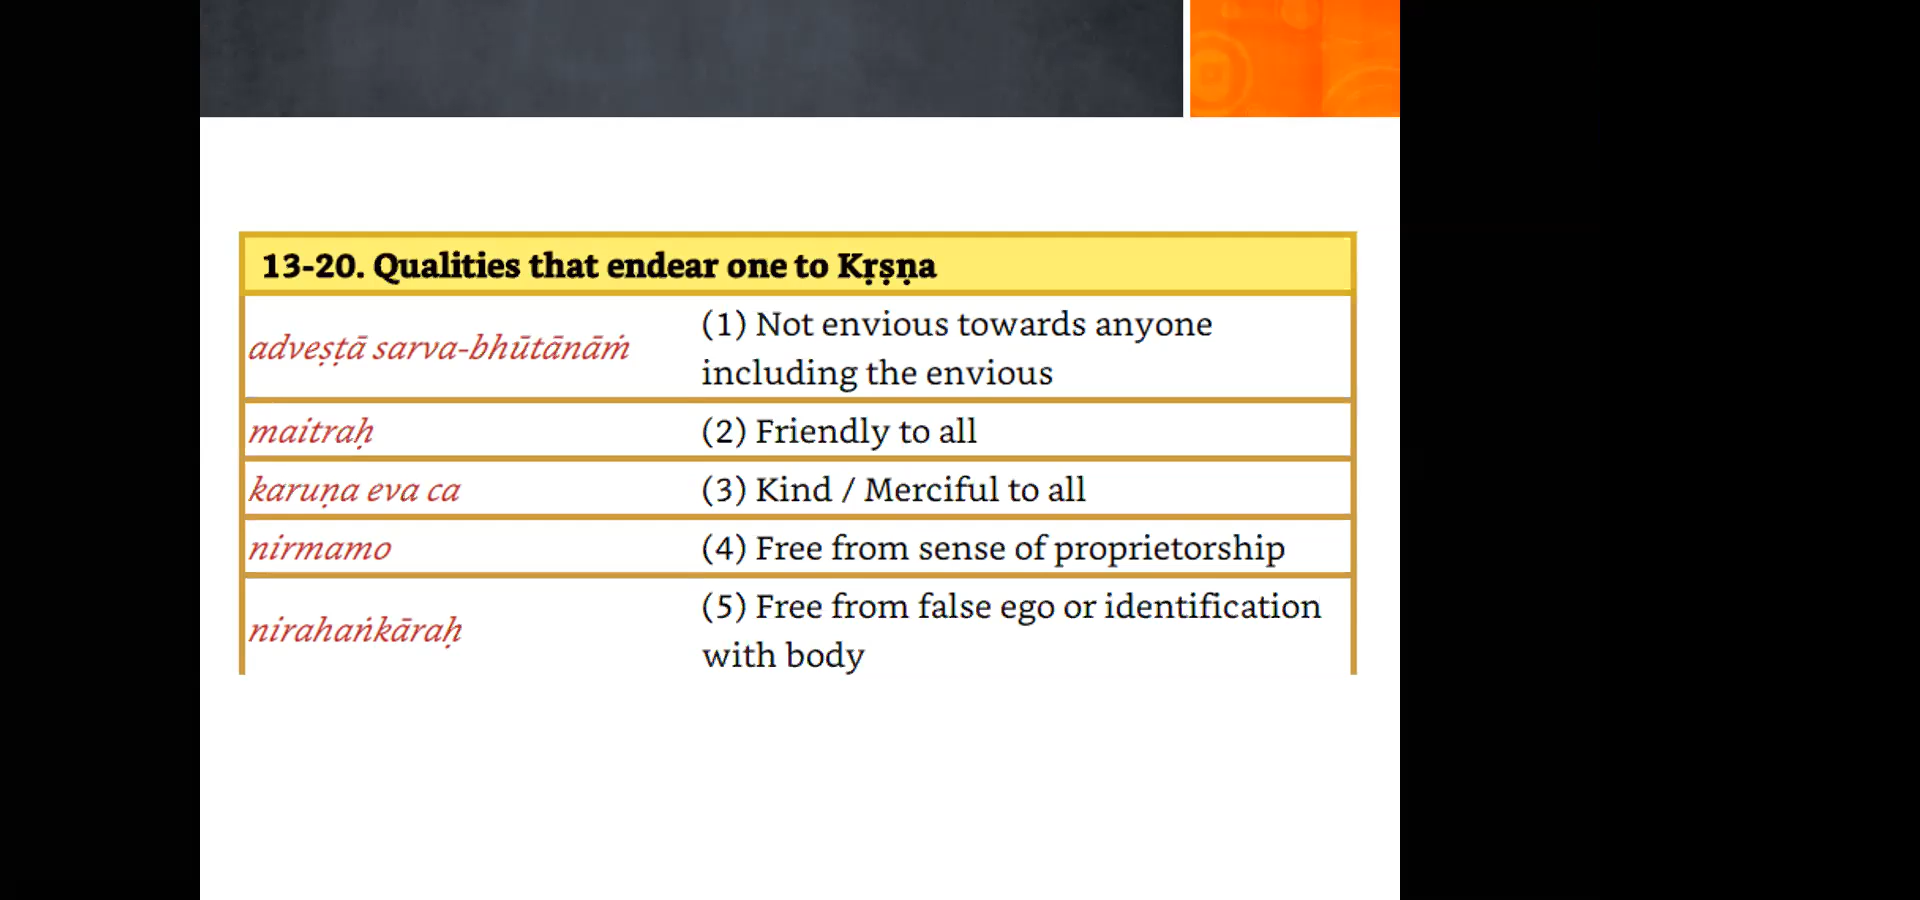 13-20. Qualities that endear one to Kṛṣṇa
adveṣṭā sarva-bhūtānāṁ
(1) Not envious towards anyone
including the envious
maitraḥ
(2) Friendly to all
karuṇa eva ca
(3) Kind / Merciful to all
nirmamo
(4) Free from sense of proprietorship
nirahaṅkāraḥ
(5) Free from false ego or identification
with body